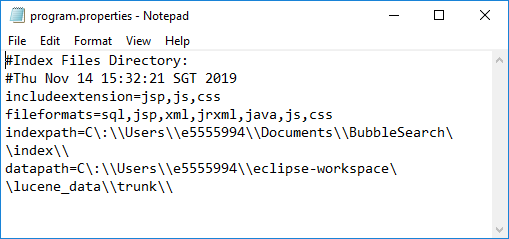 program.properties - Notepad
File Edit Format View Help
#Index Files Directory:
#Thu Nov 14 15:32:21 SGT 2019
includeextension=jsp,js,css
fileformats=sql,jsp,xml,jrxml,java,js,css
indexpath=C\:\\Users\\e5555994\\Documents\\BubbleSearch\
\index\\
datapath=C\:\\Users\\e5555994\\eclipse-workspace\
\lucene_data\\trunk\\